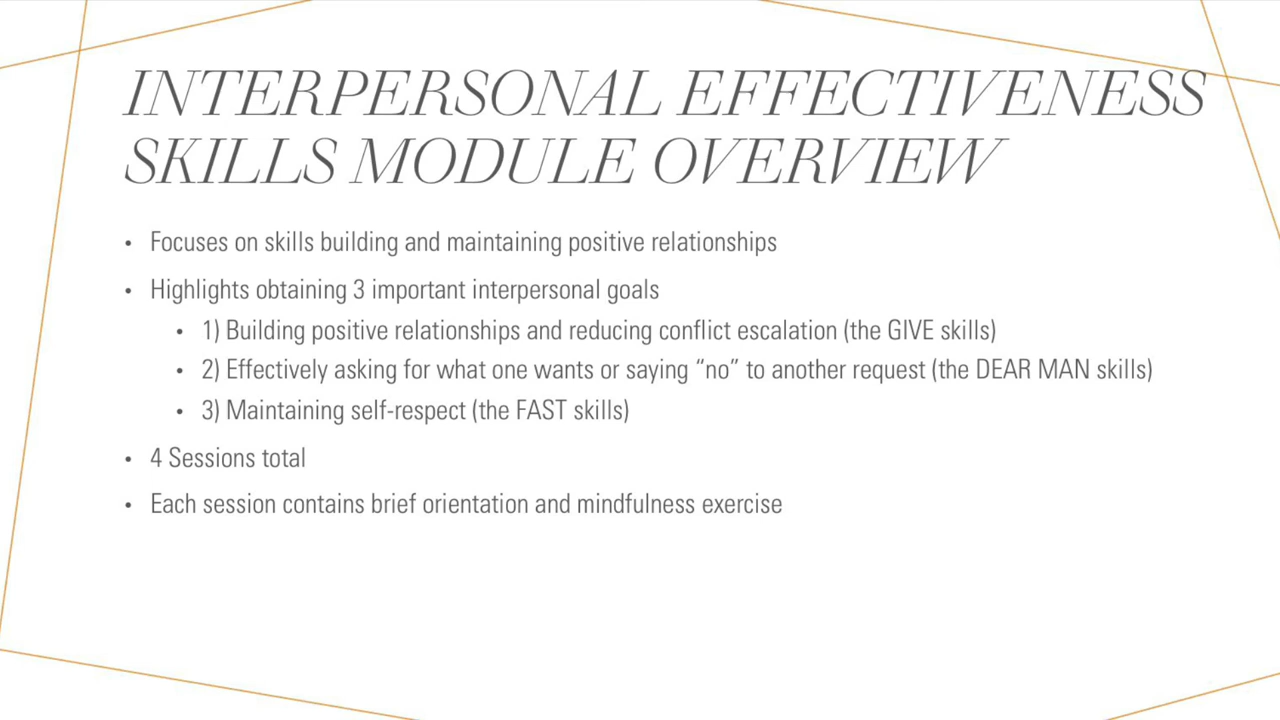 INTERPERSONAL EFFECTIVENESS
SKILLS MODULE OVERVIEW
• Focuses on skills building and maintaining positive relationships
• Highlights obtaining 3 important interpersonal goals
• 1) Building positive relationships and reducing conflict escalation (the GIVE skills)
• 2) Effectively asking for what one wants or saying “no” to another request (the DEAR MAN skills)
• 3) Maintaining self-respect (the FAST skills)
• 4 Sessions total
• Each session contains brief orientation and mindfulness exercise